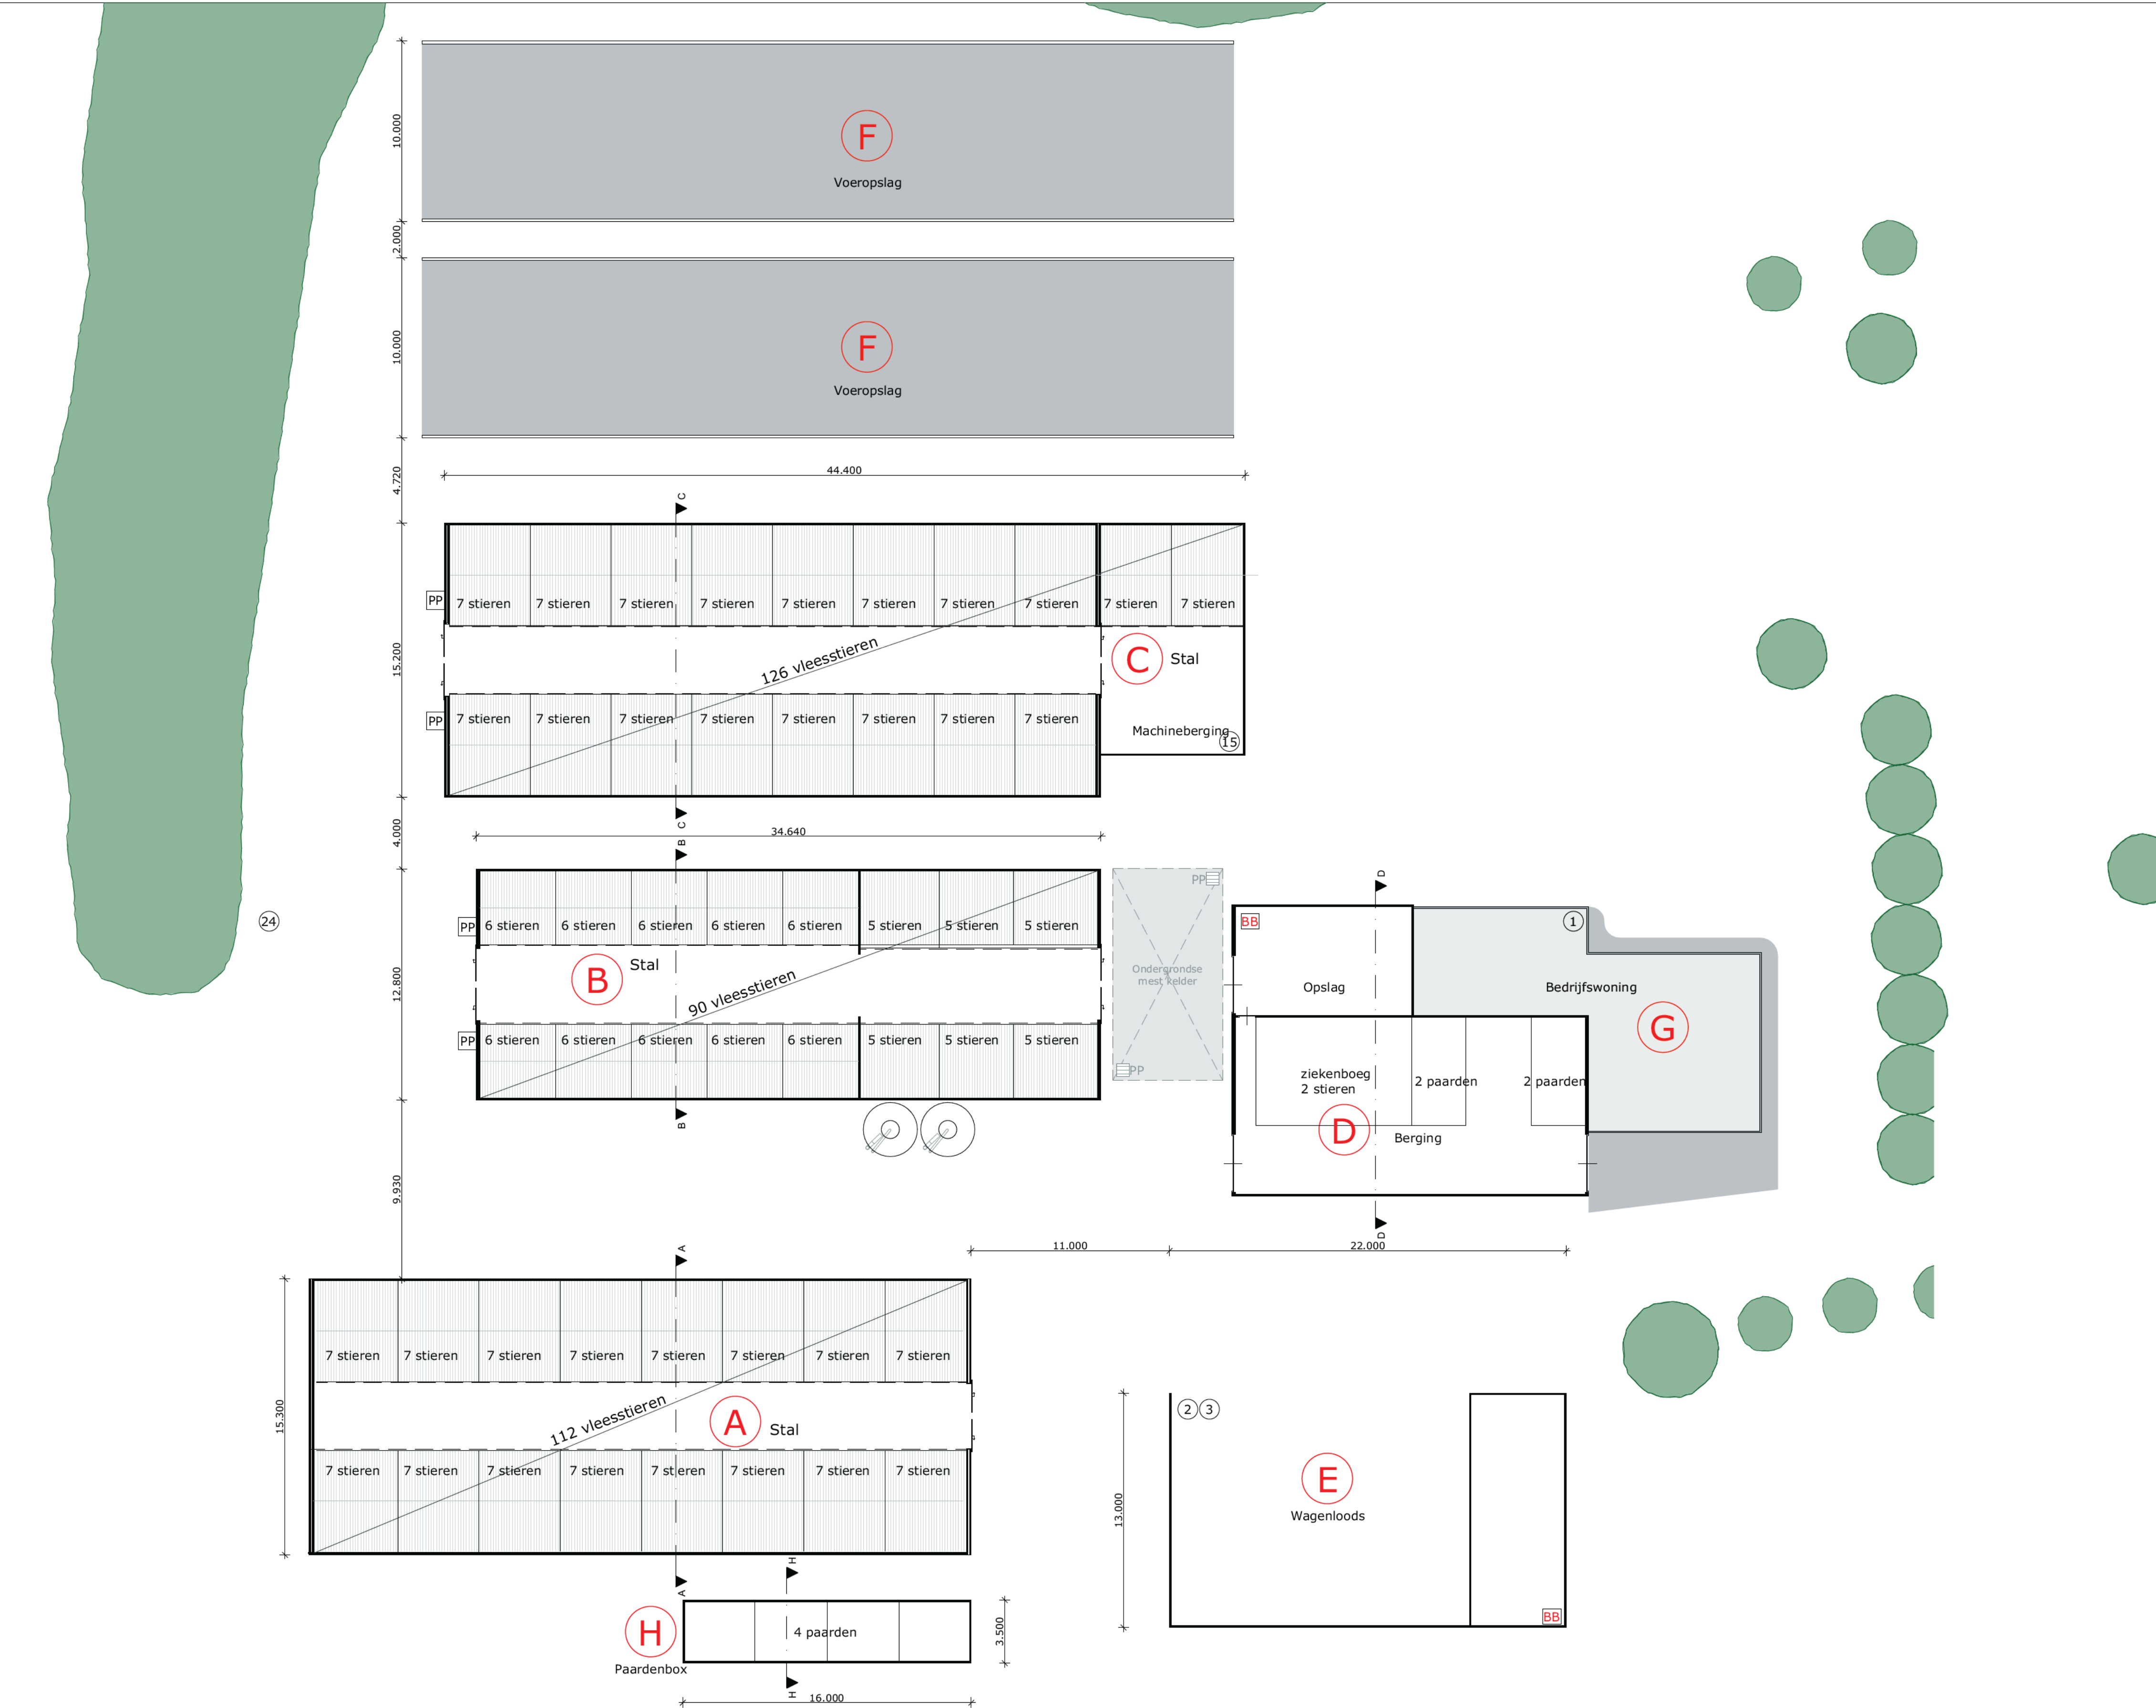 10.000
F
Voeropslag
2.000
10.000
F
Voeropslag
4.720
44.400
C
PP
7 stieren 7 stieren 7 stieren 7 stieren 7 stieren 7 stieren 7 stieren 7 stieren 7 stieren 7 stieren
15.200
126 vleesstieren
C Stal
PP
7 stieren 7 stieren 7 stieren 7 stieren 7 stieren 7 stieren 7 stieren 7 stieren
Machineberging
15
C
4.000
34.640
B
24
PP
6 stieren 6 stieren 6 stieren 6 stieren 6 stieren 5 stieren 5 stieren 5 stieren
12.800
B Stal
90 vleesstieren
PP
6 stieren 6 stieren 6 stieren 6 stieren 6 stieren 5 stieren 5 stieren 5 stieren
B
PP
Ondergrondse
mest kelder
PP
D
BB
1
Opslag
Bedrijfswoning
G
ziekenboeg
2 stieren
2 paarden
2 paarden
D
Berging
D
9.930
11.000
22.000
A
15.300
7 stieren 7 stieren 7 stieren 7 stieren 7 stieren 7 stieren 7 stieren 7 stieren
112 vleesstieren
A Stal
7 stieren 7 stieren 7 stieren 7 stieren 7 stieren 7 stieren 7 stieren 7 stieren
A
13.000
2 3
E
Wagenloods
BB
H
H
4 paarden
3.500
Paardenbox
H
16.000